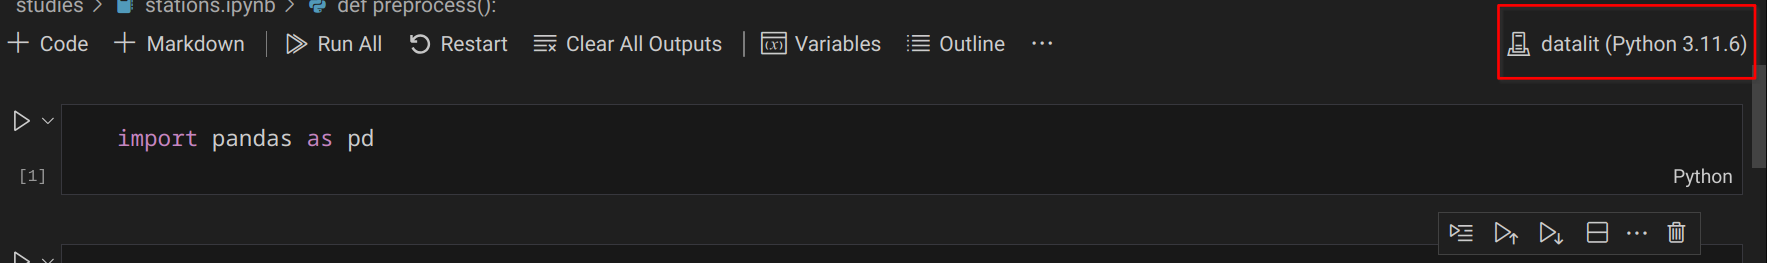 studies > stations.ipynb > def preprocess():
+ Code + Markdown | Run All Restart Clear All Outputs | (x) Variables Outline ... datalit (Python 3.11.6)
import pandas as pd
[1]
Python